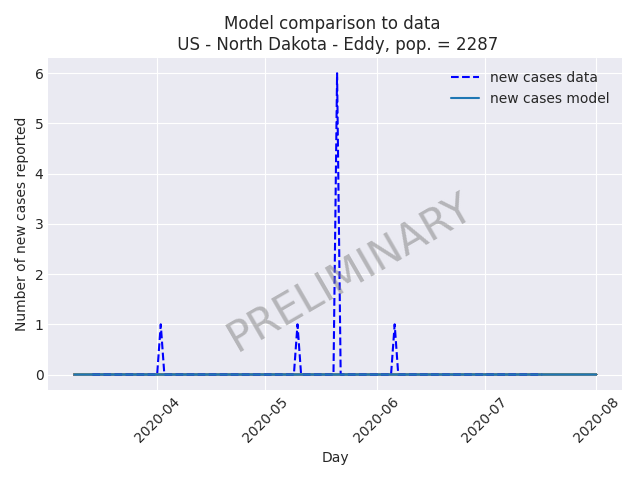 Model comparison to data
US - North Dakota - Eddy, pop. = 2287
new cases data
new cases model
Number of new cases reported
6
5
4
3
2
1
0
PRELIMINARY
2020-04
2020-05
2020-06
2020-07
2020-08
Day